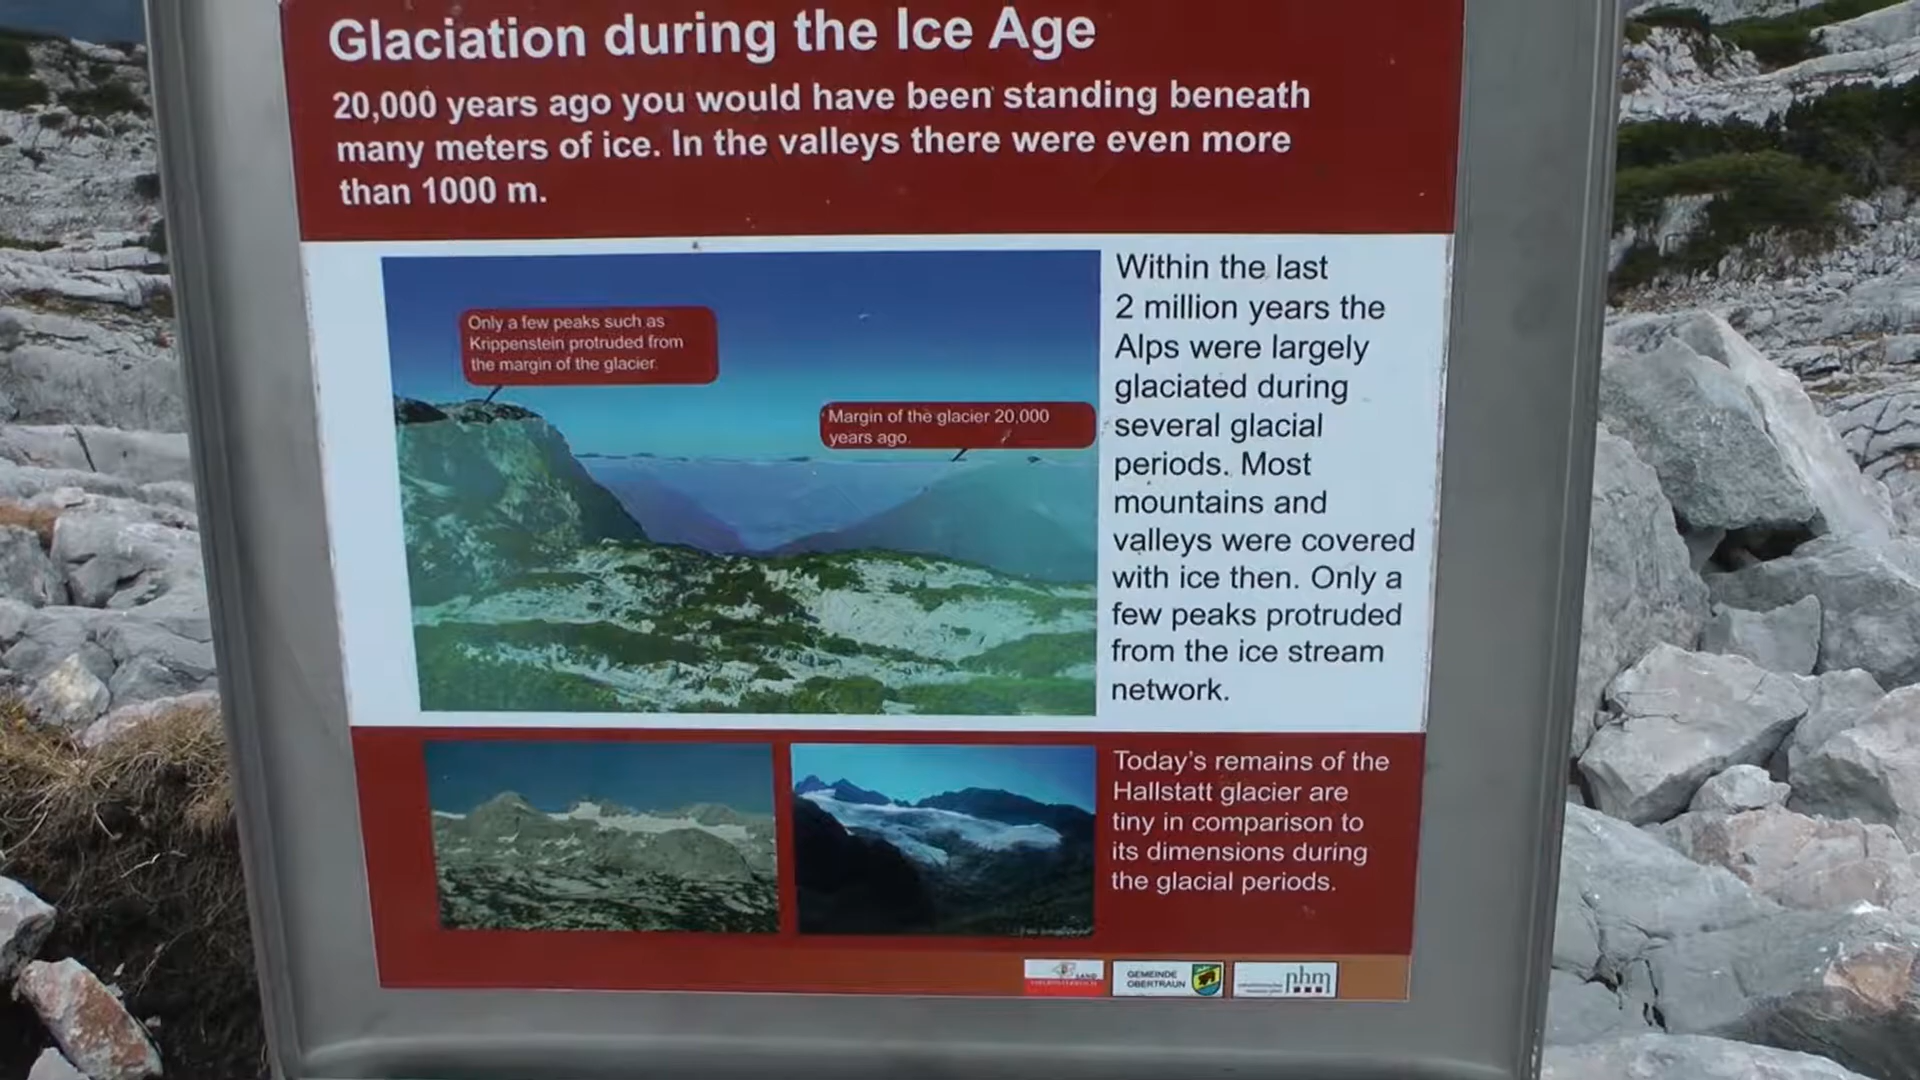 Glaciation during the Ice Age
20,000 years ago you would have been standing beneath
many meters of ice. In the valleys there were even more
than 1000 m.
Only a few peaks such as
Krippenstein protruded from
the margin of the glacier.
Margin of the glacier 20,000
years ago.
Within the last
2 million years the
Alps were largely
glaciated during
several glacial
periods. Most
mountains and
valleys were covered
with ice then. Only a
few peaks protruded
from the ice stream
network.
Today's remains of the
Hallstatt glacier are
tiny in comparison to
its dimensions during
the glacial periods.
LAND
GEMEINDE
OBERTRAUN
nhm